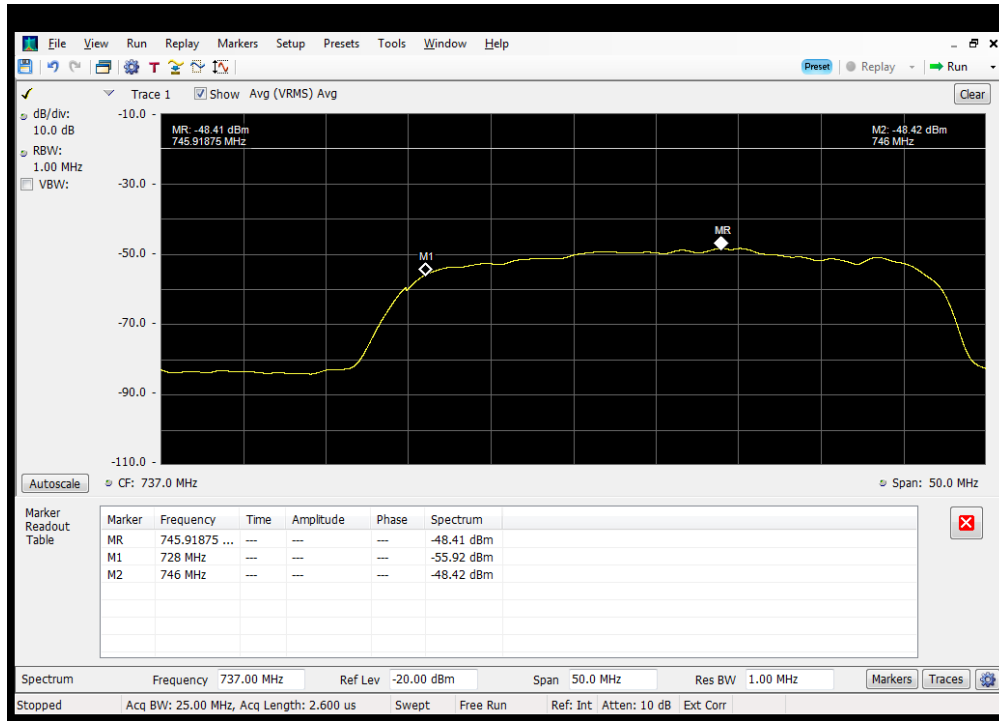 File View Run Replay Markers Setup Presets Tools Window Help
T Preset Replay Run
Trace 1 Show Avg (VRMS) Avg Clear
dB/div:
10.0 dB
RBW:
1.00 MHz
VBW:
-10.0
-30.0
-50.0
-70.0
-90.0
-110.0
MR: -48.41 dBm
745.91875 MHz
M2: -48.42 dBm
746 MHz
M1
MR
Autoscale CF: 737.0 MHz Span: 50.0 MHz
Marker
Readout
Table
Marker Frequency Time Amplitude Phase Spectrum
MR 745.91875 ... --- --- --- -48.41 dBm
M1 728 MHz --- --- --- -55.92 dBm
M2 746 MHz --- --- --- -48.42 dBm
Spectrum Frequency 737.00 MHz Ref Lev -20.00 dBm Span 50.0 MHz Res BW 1.00 MHz Markers Traces
Stopped Acq BW: 25.00 MHz, Acq Length: 2.600 us Swept Free Run Ref: Int Atten: 10 dB Ext Corr